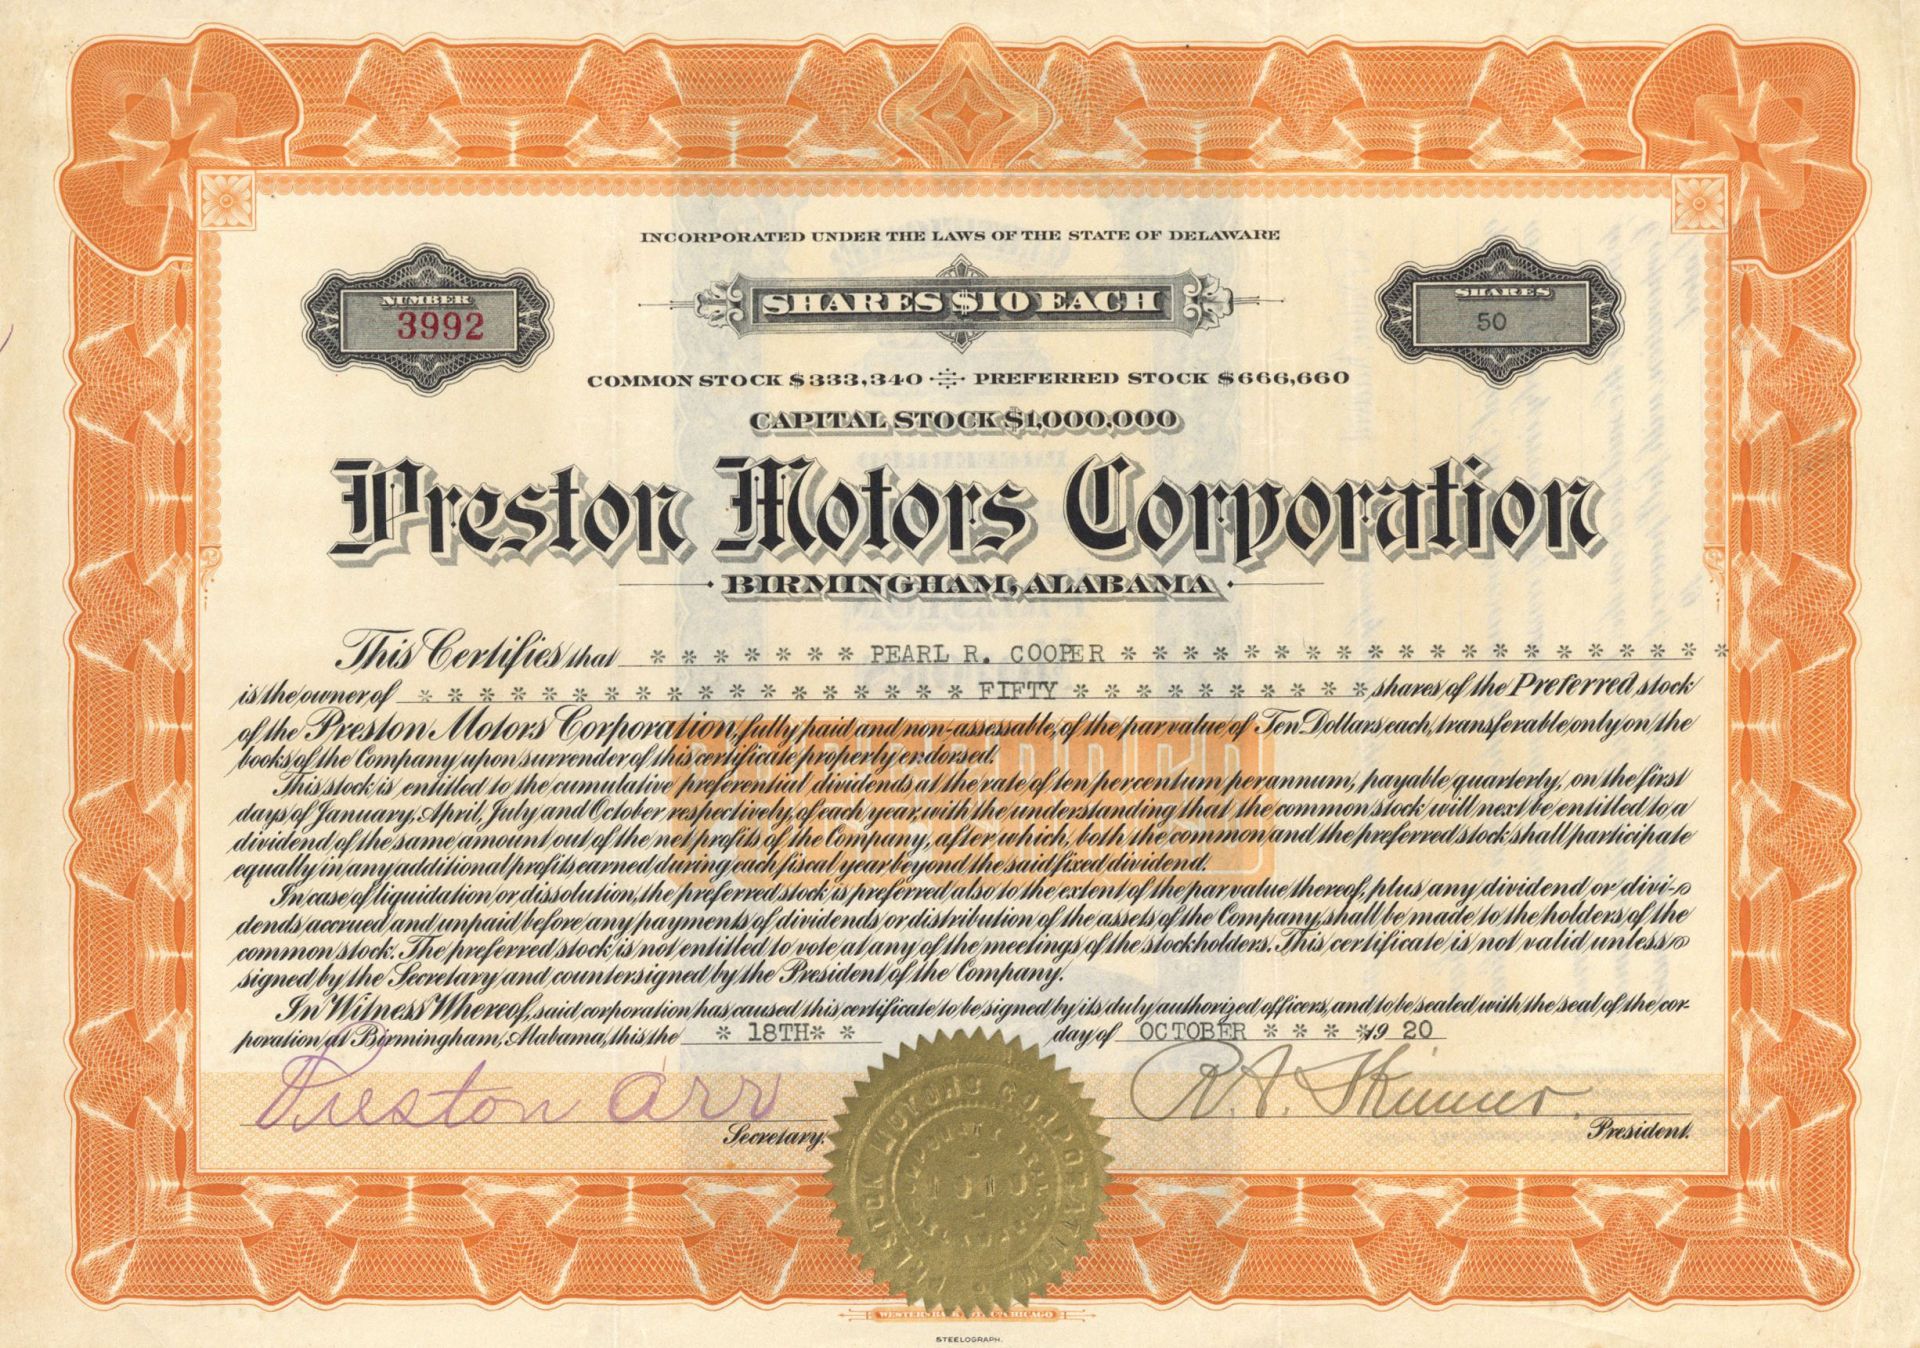 INCORPORATED UNDER THE LAWS OF THE STATE OF DELAWARE
NUMBER
3992
SHARES $10 EACH
SHARES
50
COMMON STOCK $333,340 PREFERRED STOCK $666,660
CAPITAL STOCK $1,000,000
Preston Motors Corporation
BIRMINGHAM, ALABAMA
This Certifies that * * * * * * * PEARL R. COOPER * * * * * * * * * * * * * * * * * * * *
is the owner of * * * * * * * * * * * * * * * * * * FIFTY * * * * * * * * * * shares of the Preferred stock
of the Preston Motors Corporation, fully paid and non-assessable, of the par value of Ten Dollars each, transferable only on the
books of the Company upon surrender of this certificate properly endorsed.
This stock is entitled to the cumulative preferential dividends at the rate of ten per centum per annum, payable quarterly, on the first
days of January, April, July and October respectively, of each year, with the understanding that the common stock will next be entitled to a
dividend of the same amount out of the net profits of the Company, after which, both the common and the preferred stock shall participate
equally in any additional profits earned during each fiscal year beyond the said fixed dividend.
In case of liquidation or dissolution, the preferred stock is preferred also to the extent of the par value thereof, plus any dividend or divi-
dends accrued and unpaid before any payments of dividends or distribution of the assets of the Company shall be made to the holders of the
common stock. The preferred stock is not entitled to vote at any of the meetings of the stockholders. This certificate is not valid unless
signed by the Secretary and countersigned by the President of the Company.
In Witness Whereof, said corporation has caused this certificate to be signed by its duly authorized officers, and to be sealed with the seal of the cor-
poration at Birmingham, Alabama, this the * 18TH * * day of OCTOBER * * * * 19 20
Preston Orr
R. A. Skinner.
Secretary.
President.
STEELOGRAPH.